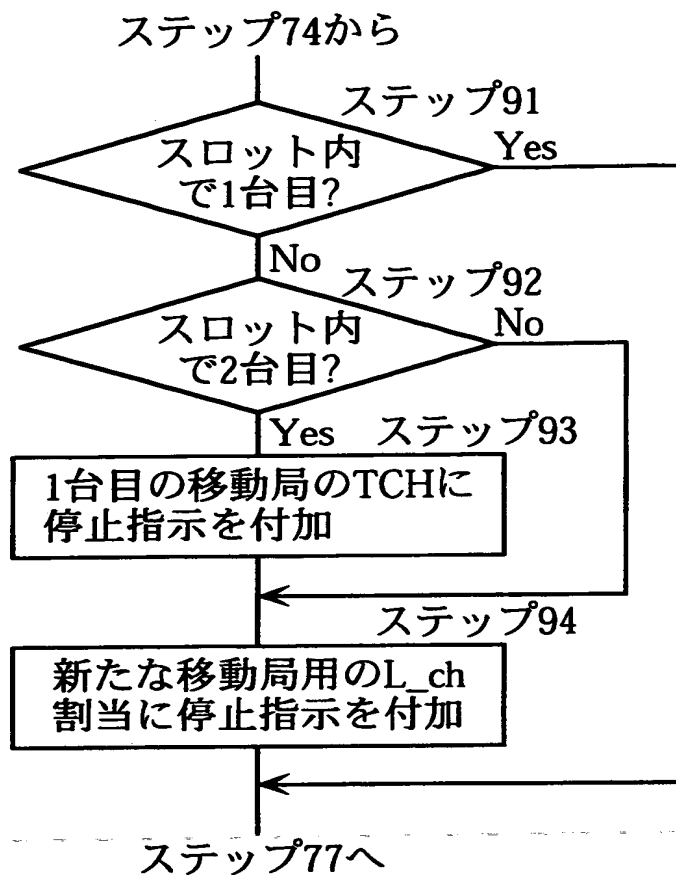 ステップ74から
ステップ91
スロット内
で1台目?
Yes
No
ステップ92
スロット内
で2台目?
No
Yes
ステップ93
1台目の移動局のTCHに
停止指示を付加
ステップ94
新たな移動局用のL_ch
割当に停止指示を付加
ステップ77へ